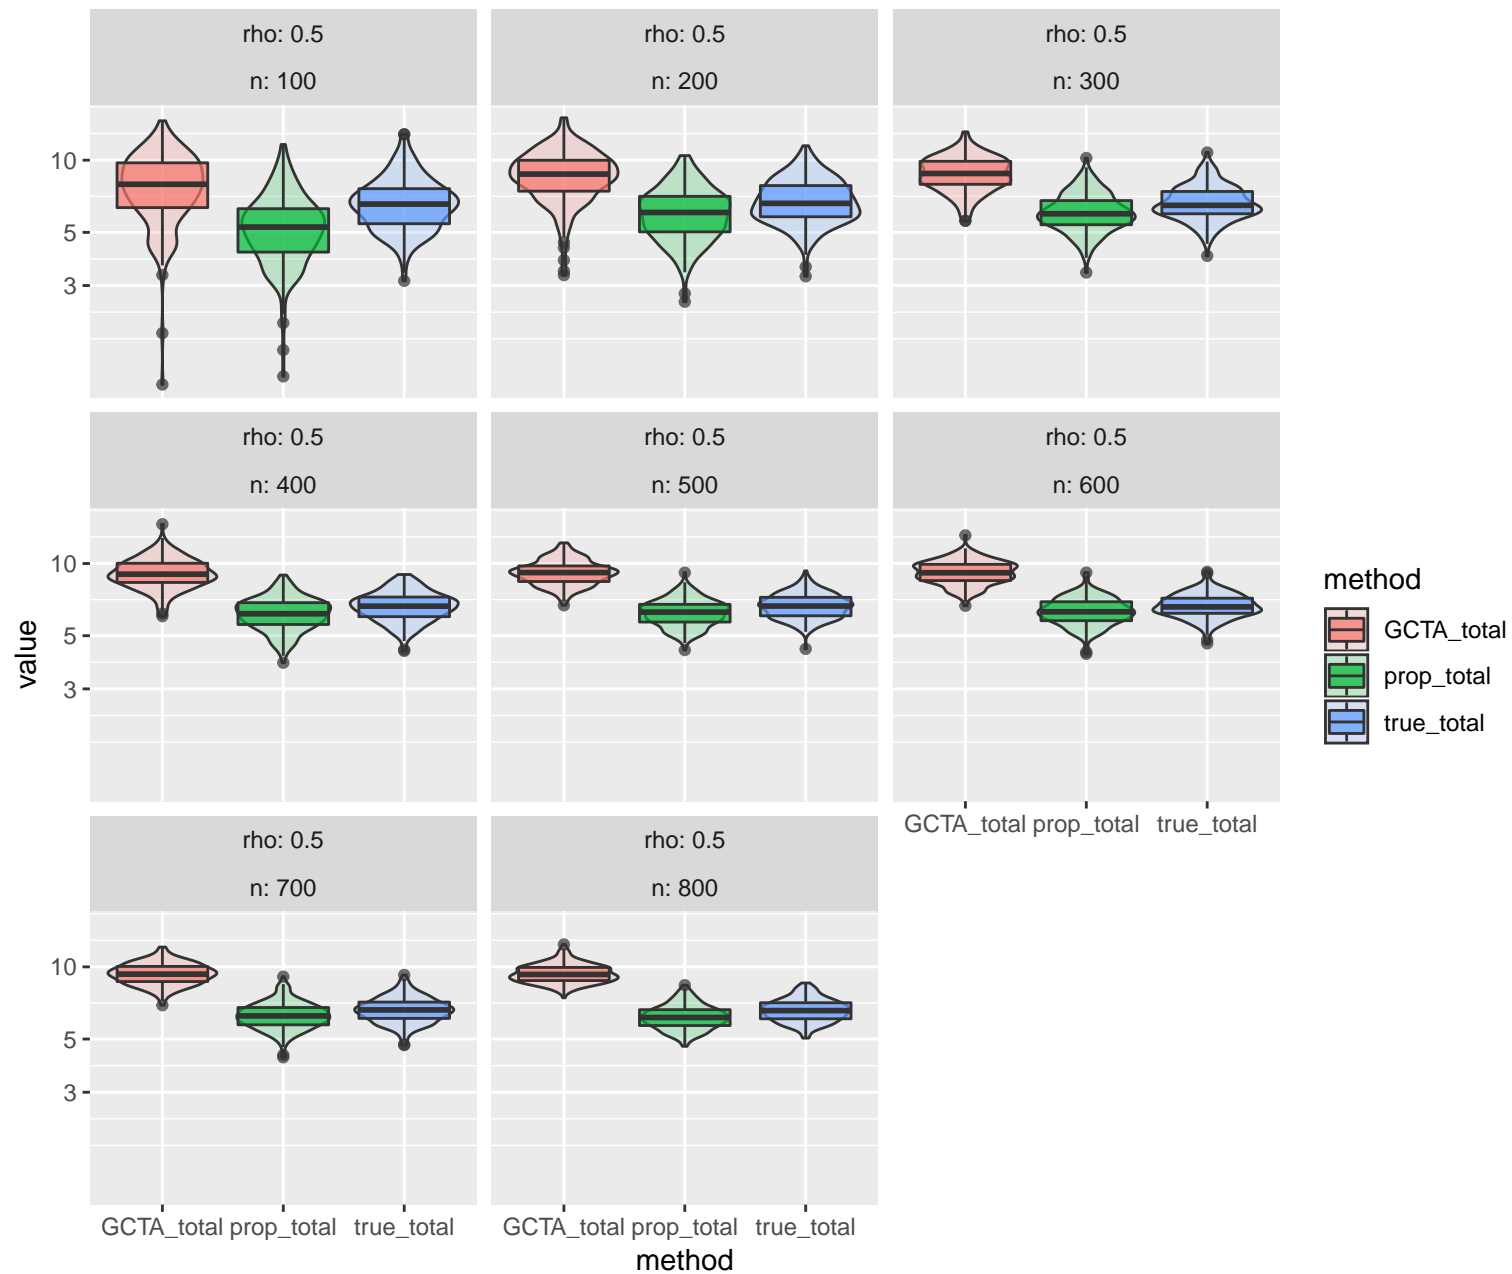 rho: 0.5
rho: 0.5
rho: 0.5
n: 100
n: 200
n: 300
10
5
3
rho: 0.5
rho: 0.5
rho: 0.5
n: 400
n: 500
n: 600
10
5
3
value
GCTA_total prop_total true_total
rho: 0.5
rho: 0.5
n: 700
n: 800
10
5
3
GCTA_total prop_total true_total
GCTA_total prop_total true_total
method
method
GCTA_total
prop_total
true_total